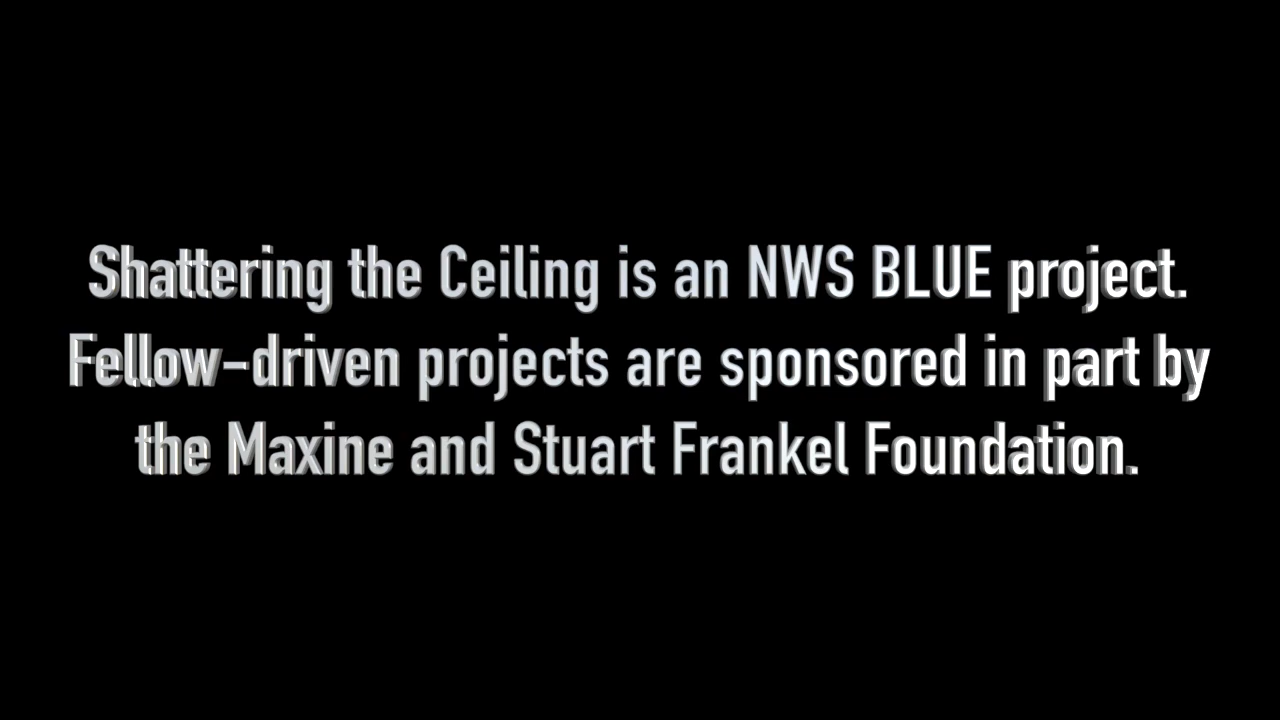 Shattering the Ceiling is an NWS BLUE project.
Fellow-driven projects are sponsored in part by
the Maxine and Stuart Frankel Foundation.